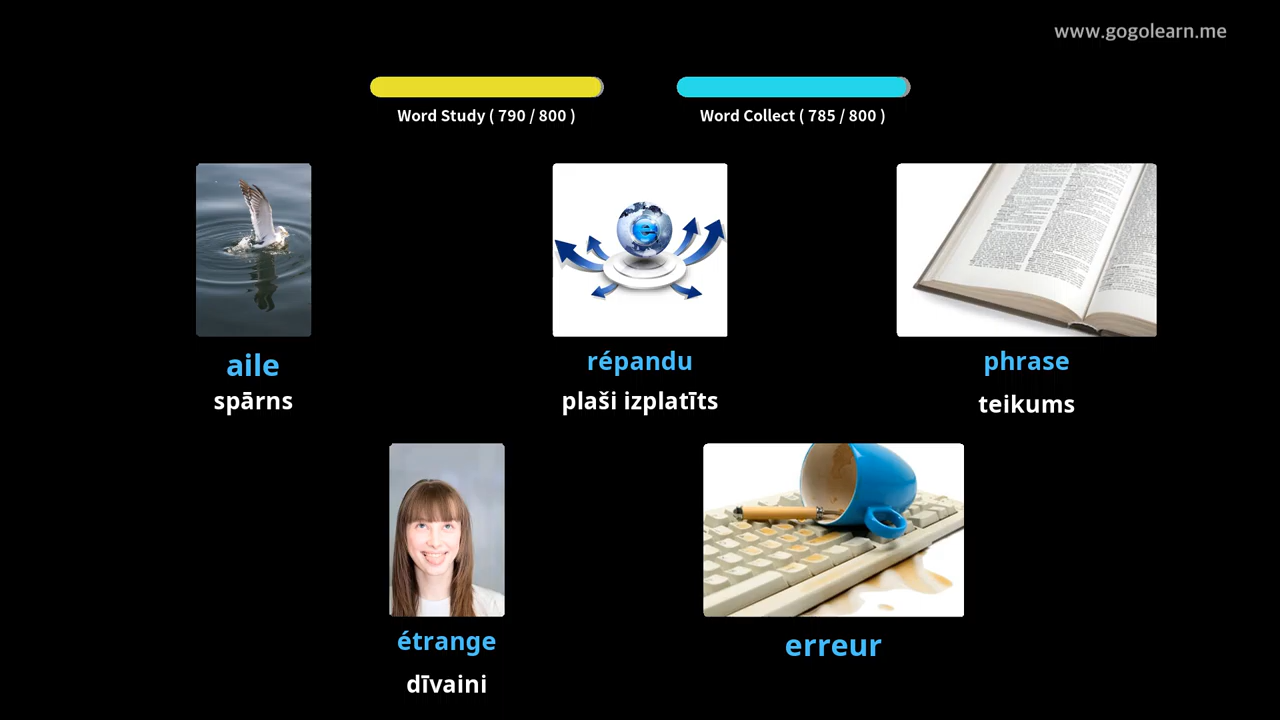 www.gogolearn.me
Word Study ( 790 / 800 )
Word Collect ( 785 / 800 )
aile
spārns
répandu
plaši izplatīts
phrase
teikums
étrange
dīvaini
erreur